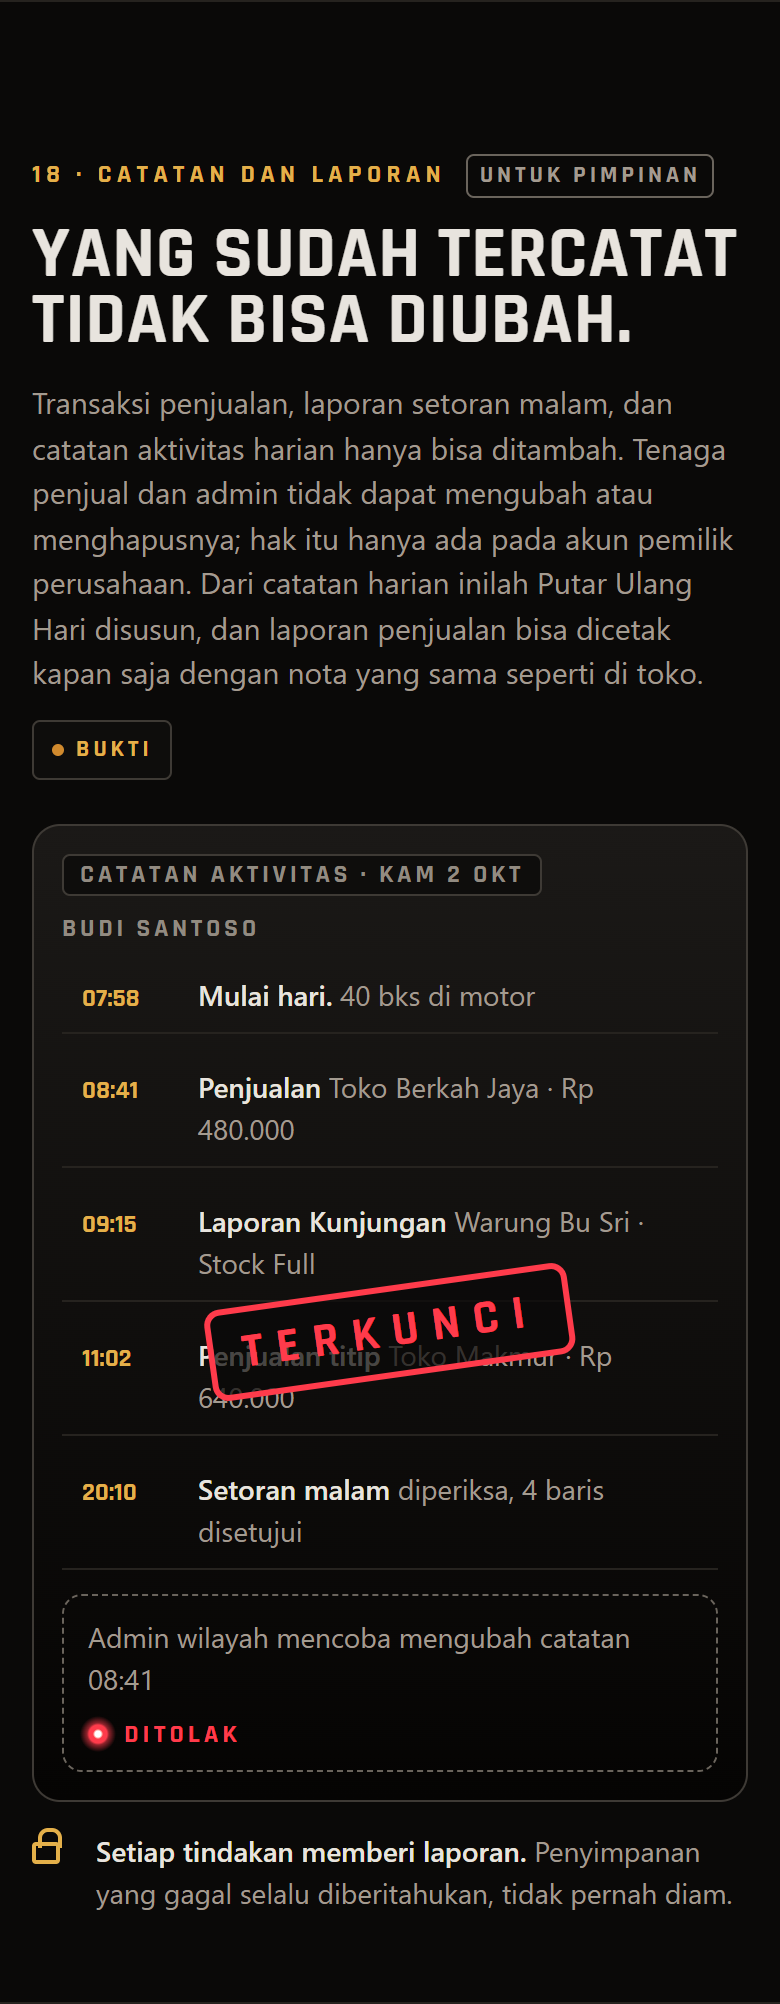 18 · CATATAN DAN LAPORAN
UNTUK PIMPINAN
YANG SUDAH TERCATAT
TIDAK BISA DIUBAH.
Transaksi penjualan, laporan setoran malam, dan
catatan aktivitas harian hanya bisa ditambah. Tenaga
penjual dan admin tidak dapat mengubah atau
menghapusnya; hak itu hanya ada pada akun pemilik
perusahaan. Dari catatan harian inilah Putar Ulang
Hari disusun, dan laporan penjualan bisa dicetak
kapan saja dengan nota yang sama seperti di toko.
BUKTI
CATATAN AKTIVITAS · KAM 2 OKT
BUDI SANTOSO
07:58 Mulai hari. 40 bks di motor
08:41 Penjualan Toko Berkah Jaya · Rp
480.000
09:15 Laporan Kunjungan Warung Bu Sri ·
Stock Full
TERKUNCI
11:02 Penjualan titip Toko Makmur · Rp
640.000
20:10 Setoran malam diperiksa, 4 baris
disetujui
Admin wilayah mencoba mengubah catatan
08:41
DITOLAK
Setiap tindakan memberi laporan. Penyimpanan
yang gagal selalu diberitahukan, tidak pernah diam.